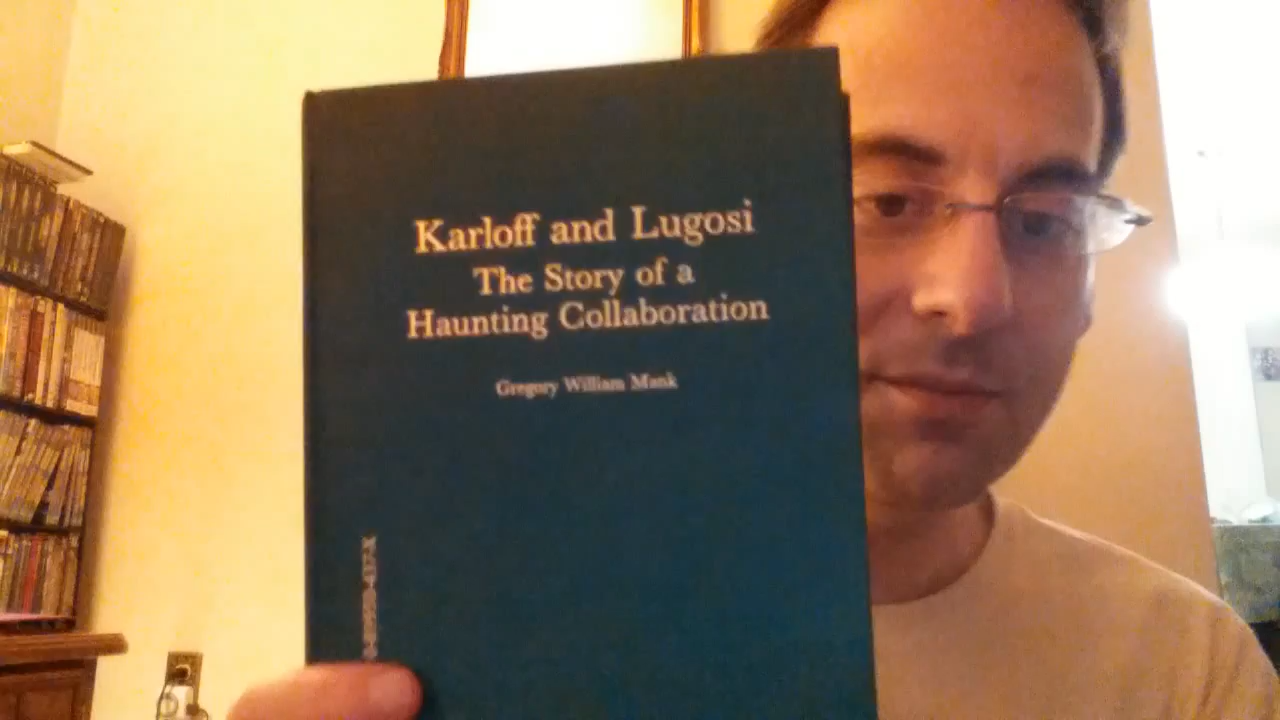 Karloff and Lugosi
The Story of a
Haunting Collaboration
Gregory William Mank